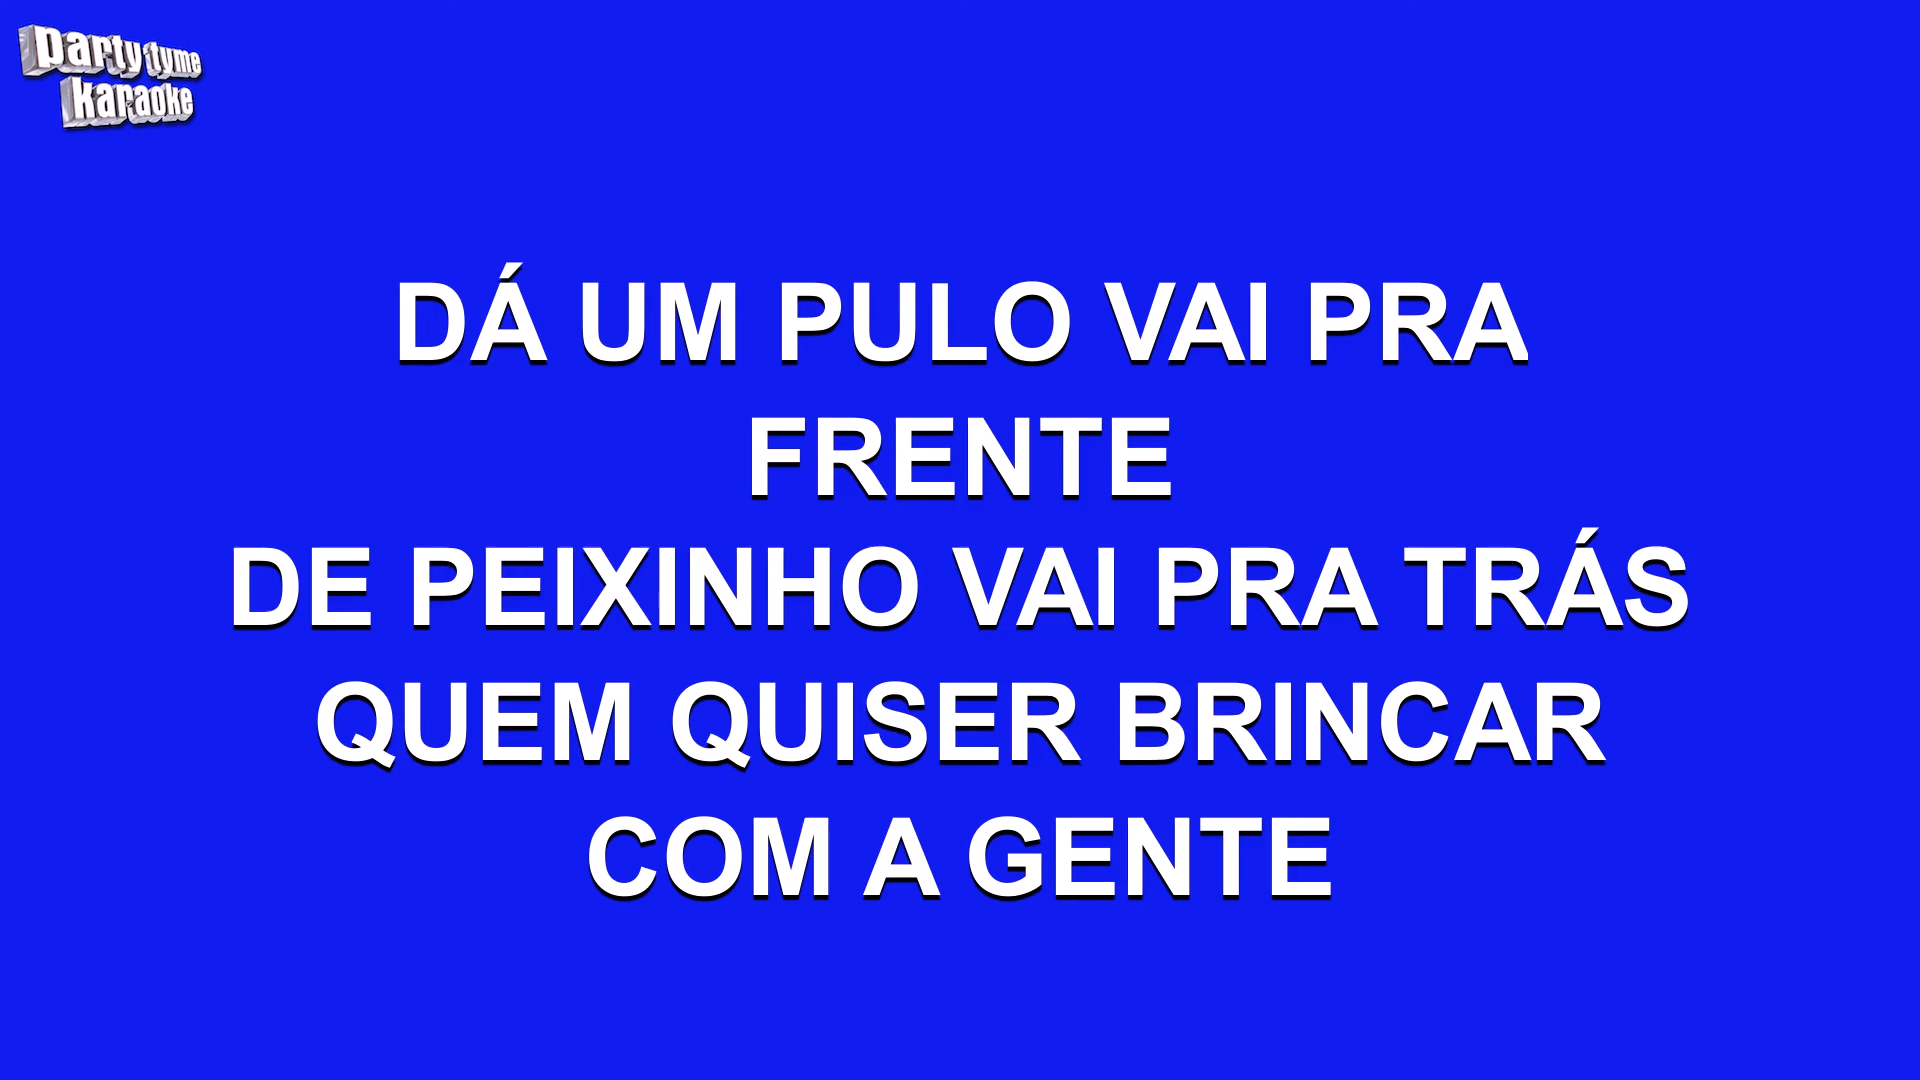 party tyme
karaoke
DÁ UM PULO VAI PRA
FRENTE
DE PEIXINHO VAI PRA TRÁS
QUEM QUISER BRINCAR
COM A GENTE